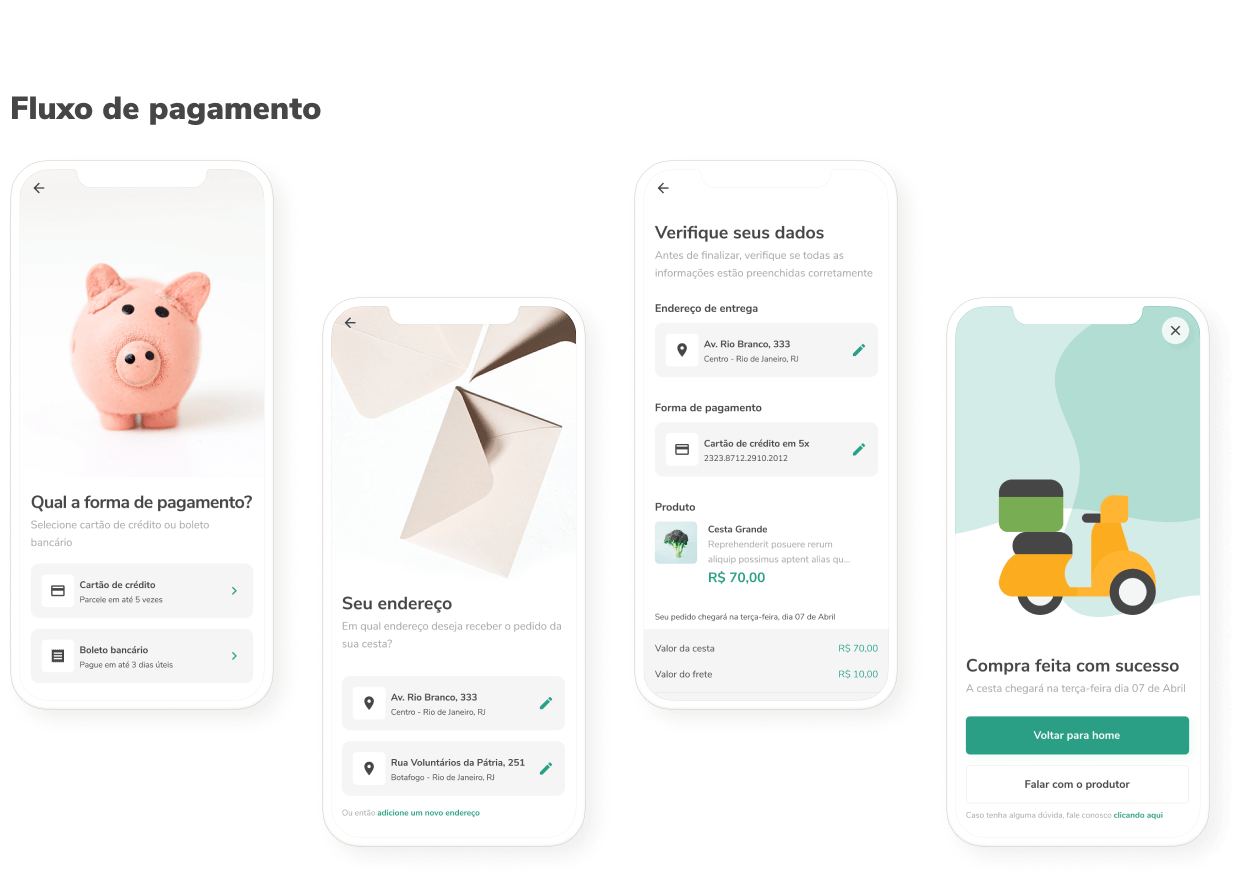 Fluxo de pagamento
Qual a forma de pagamento?
Selecione cartão de crédito ou boleto
bancário
Cartão de crédito
Parcele em até 5 vezes
Boleto bancário
Pague em até 3 dias úteis
Seu endereço
Em qual endereço deseja receber o pedido da
sua cesta?
Av. Rio Branco, 333
Centro - Rio de Janeiro, RJ
Rua Voluntários da Pátria, 251
Botafogo - Rio de Janeiro, RJ
Ou então adicione um novo endereço
Verifique seus dados
Antes de finalizar, verifique se todas as
informações estão preenchidas corretamente
Endereço de entrega
Av. Rio Branco, 333
Centro - Rio de Janeiro, RJ
Forma de pagamento
Cartão de crédito em 5x
2323.8712.2910.2012
Produto
Cesta Grande
Reprehenderit posuere rerum
aliquip possimus aptent alias qu...
R$ 70,00
Seu pedido chegará na terça-feira, dia 07 de Abril
Valor da cesta R$ 70,00
Valor do frete R$ 10,00
Compra feita com sucesso
A cesta chegará na terça-feira dia 07 de Abril
Voltar para home
Falar com o produtor
Caso tenha alguma dúvida, fale conosco clicando aqui